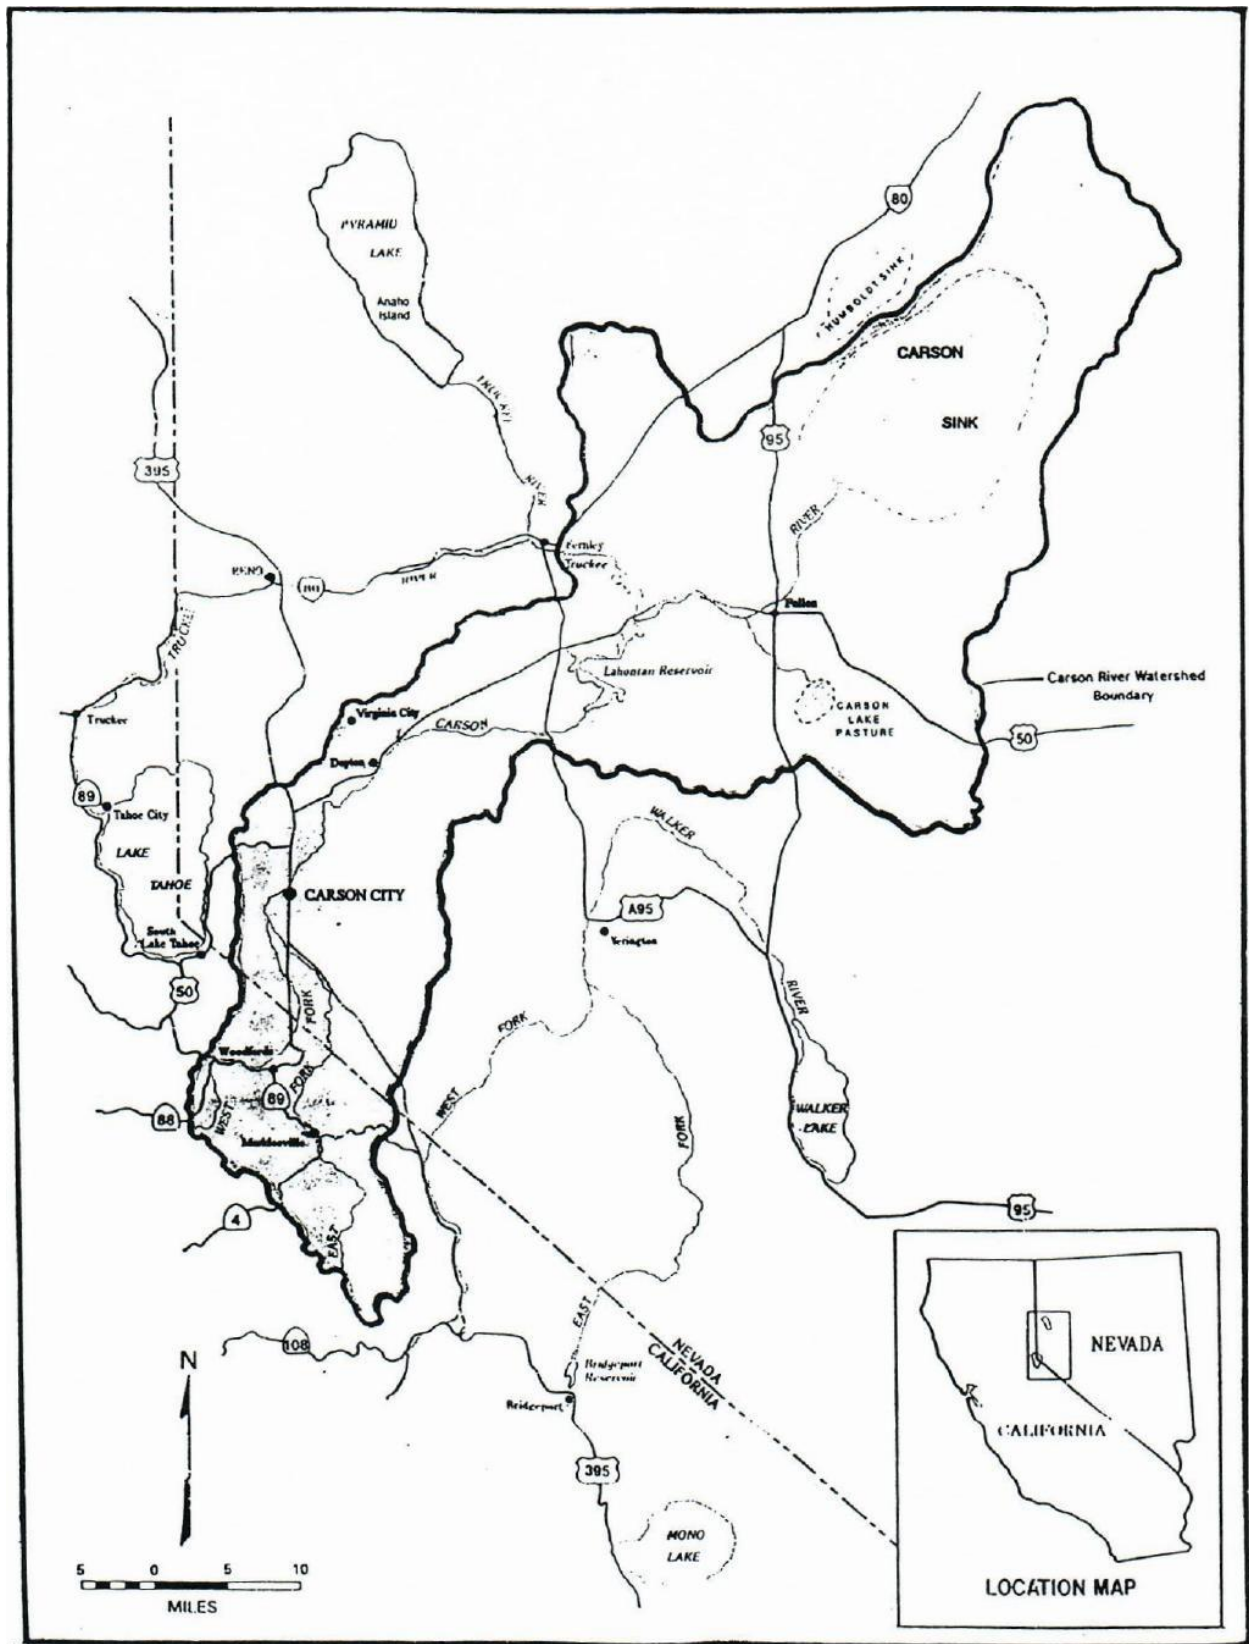 80
PYRAMID
LAKE
Anaho
Island
HUMBOLDT SINK
CARSON
SINK
TRUCKEE
95
395
RIVER
RIVER
Fernley
Truckee
RENO
80
RIVER
TRUCKEE
Fallon
Lahontan Reservoir
Carson River Watershed
Boundary
Truckee
Virginia City
CARSON
CARSON
LAKE
PASTURE
50
Dayton
89
Tahoe City
LAKE
TAHOE
WALKER
CARSON CITY
A95
Yerington
South
Lake Tahoe
50
RIVER
FORK
FORK
Woodfords
FORK
89
88
WEST
WEST
WALKER
LAKE
Markleeville
FORK
4
EAST
95
EAST
NEVADA
CALIFORNIA
108
N
Bridgeport
Reservoir
Bridgeport
395
MONO
LAKE
NEVADA
CALIFORNIA
LOCATION MAP
5 0 5 10
MILES